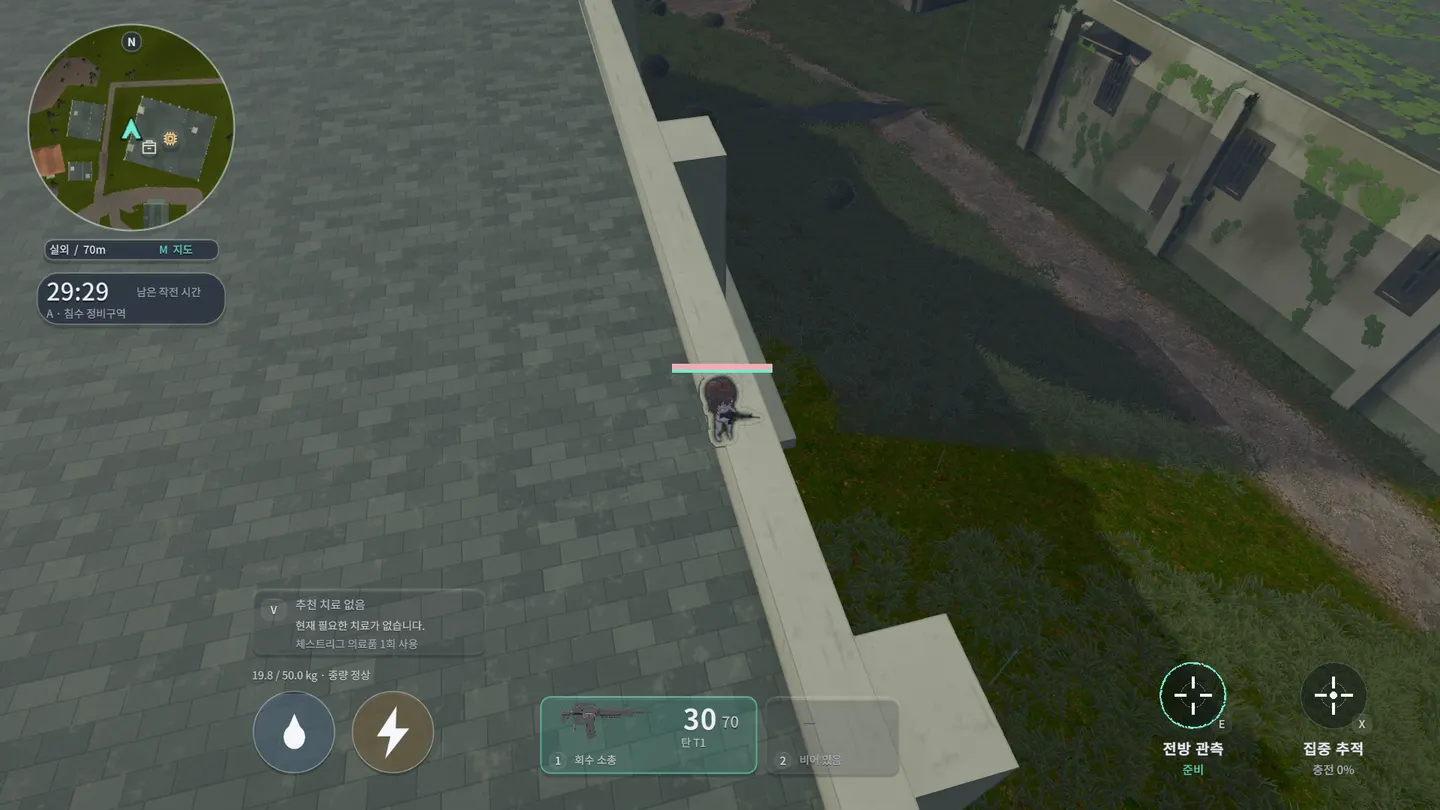 N
실외 / 70m
M 지도
29:29
남은 작전 시간
A · 침수 정비구역
V
추천 치료 없음
현재 필요한 치료가 없습니다.
체스트리그 의료품 1회 사용
19.8 / 50.0 kg · 중량 정상
30 70
탄 T1
1 회수 소총
—
2 비어 있음
E
전방 관측
준비
X
집중 추적
충전 0%